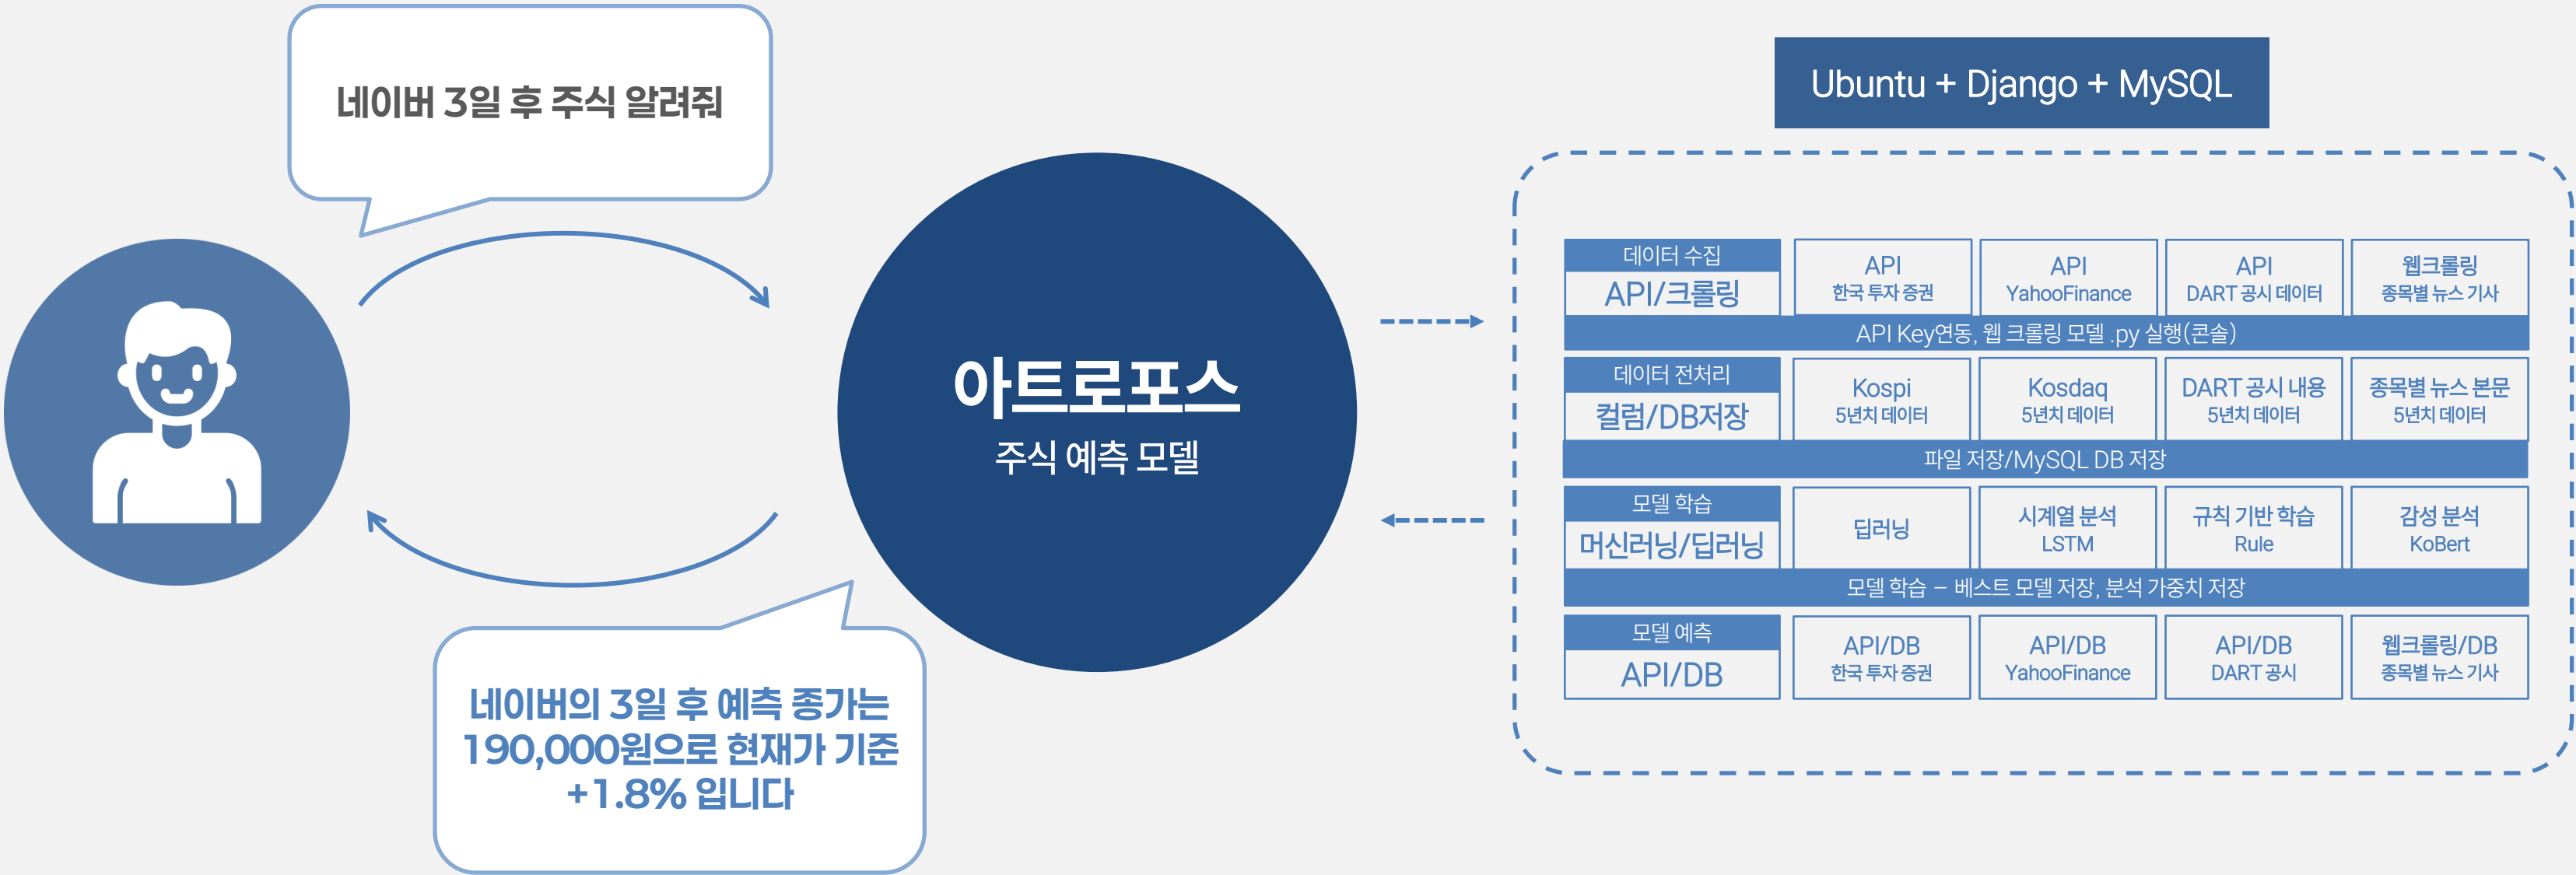 네이버 3일 후 주식 알려줘
아트로포스
주식 예측 모델
네이버의 3일 후 예측 종가는
190,000원으로 현재가 기준
+1.8% 입니다
Ubuntu + Django + MySQL
데이터 수집
API/크롤링
API
한국 투자 증권
API
YahooFinance
API
DART 공시 데이터
웹크롤링
종목별 뉴스 기사
API Key연동, 웹 크롤링 모델 .py 실행(콘솔)
데이터 전처리
컬럼/DB저장
Kospi
5년치 데이터
Kosdaq
5년치 데이터
DART 공시 내용
5년치 데이터
종목별 뉴스 본문
5년치 데이터
파일 저장/MySQL DB 저장
모델 학습
머신러닝/딥러닝
딥러닝
시계열 분석
LSTM
규칙 기반 학습
Rule
감성 분석
KoBert
모델 학습 – 베스트 모델 저장, 분석 가중치 저장
모델 예측
API/DB
API/DB
한국 투자 증권
API/DB
YahooFinance
API/DB
DART 공시
웹크롤링/DB
종목별 뉴스 기사